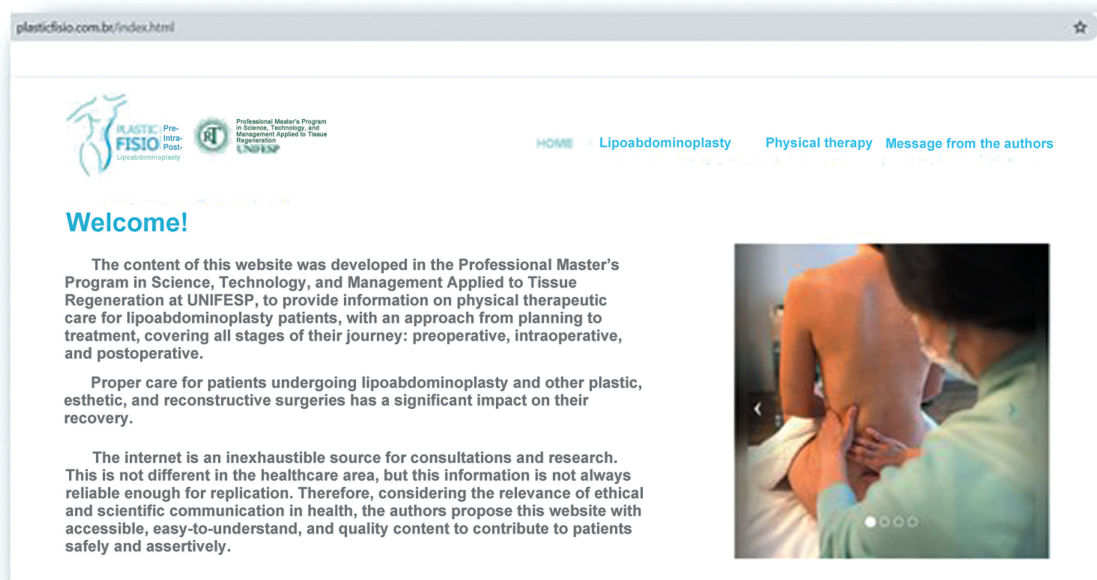 plasticfisio.com.br/index.html
PLASTIC
FISIO
Pre-
Intra-
Post-
Lipoabdominoplasty
RT
Professional Master's Program
in Science, Technology, and
Management Applied to Tissue
Regeneration
UNIFESP
HOME Lipoabdominoplasty Physical therapy Message from the authors
Welcome!
The content of this website was developed in the Professional Master's
Program in Science, Technology, and Management Applied to Tissue
Regeneration at UNIFESP, to provide information on physical therapeutic
care for lipoabdominoplasty patients, with an approach from planning to
treatment, covering all stages of their journey: preoperative, intraoperative,
and postoperative.
Proper care for patients undergoing lipoabdominoplasty and other plastic,
esthetic, and reconstructive surgeries has a significant impact on their
recovery.
The internet is an inexhaustible source for consultations and research.
This is not different in the healthcare area, but this information is not always
reliable enough for replication. Therefore, considering the relevance of ethical
and scientific communication in health, the authors propose this website with
accessible, easy-to-understand, and quality content to contribute to patients
safely and assertively.